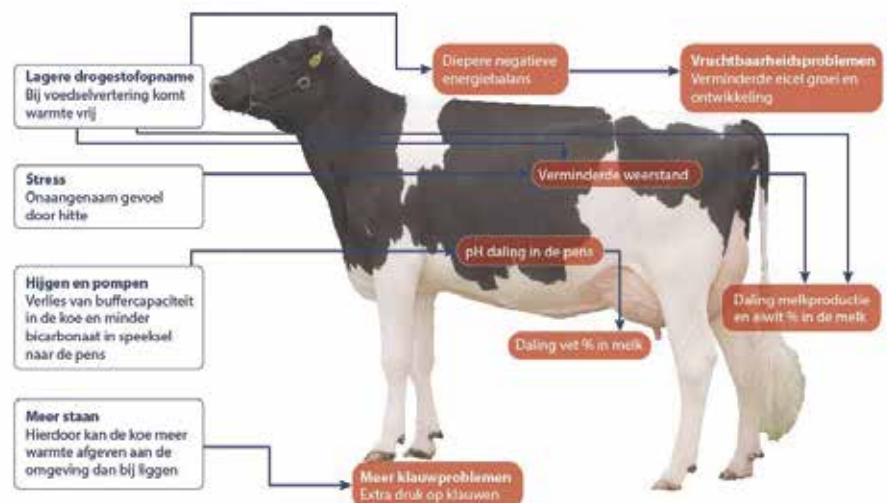 Lagere drogestofopname
Bij voedselvertering komt
warmte vrij
Diepere negatieve
energiebalans
Vruchtbaarheidsproblemen
Verminderde eicel groei en
ontwikkeling
Stress
Onaangenaam gevoel
door hitte
Verminderde weerstand
Hijgen en pompen
Verlies van buffercapaciteit
in de koe en minder
bicarbonaat in speeksel
naar de pens
pH daling in de pens
Daling vet % in melk
Daling melkproductie
en eiwit % in de melk
Meer staan
Hierdoor kan de koe meer
warmte afgeven aan de
omgeving dan bij liggen
Meer klauwproblemen
Extra druk op klauwen